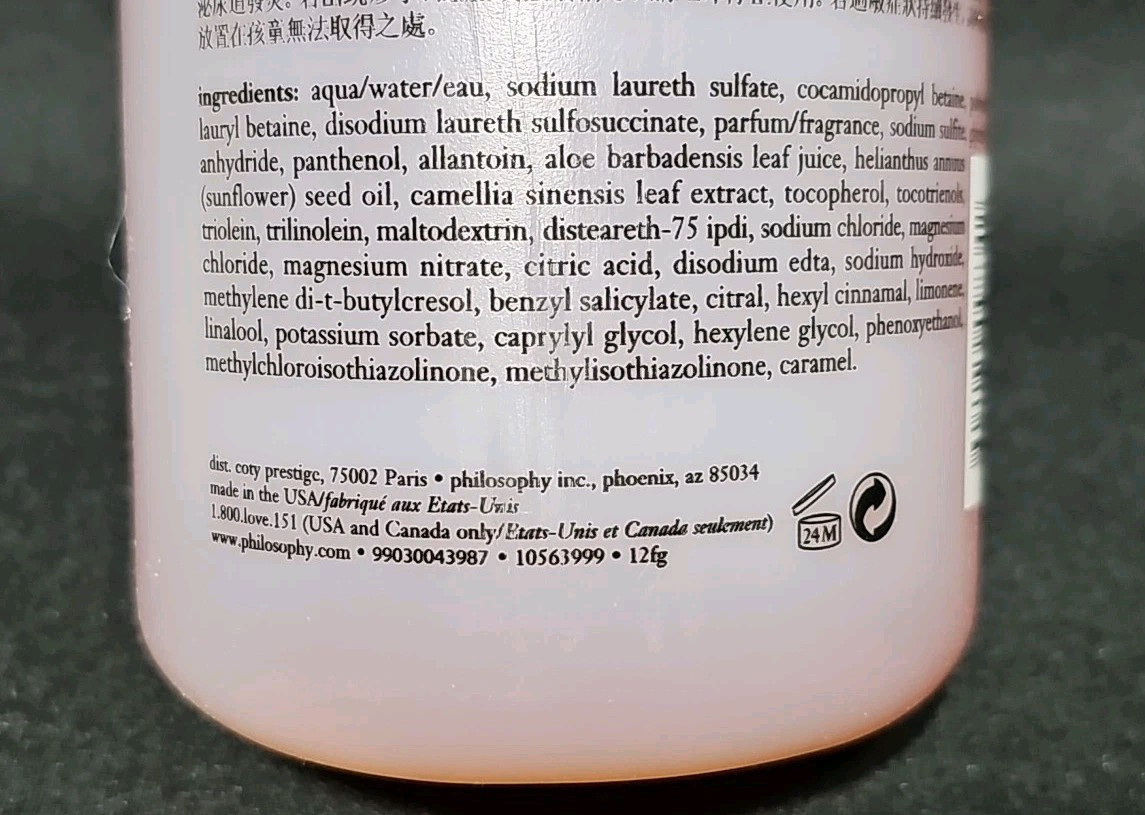 放置在孩童無法取得之處。
ingredients: aqua/water/eau, sodium laureth sulfate, cocamidopropyl betaine,
lauryl betaine, disodium laureth sulfosuccinate, parfum/fragrance, sodium sulfite,
anhydride, panthenol, allantoin, aloe barbadensis leaf juice, helianthus annuus
(sunflower) seed oil, camellia sinensis leaf extract, tocopherol, tocotrienols,
triolein, trilinolein, maltodextrin, disteareth-75 ipdi, sodium chloride, magnesium
chloride, magnesium nitrate, citric acid, disodium edta, sodium hydroxide,
methylene di-t-butylcresol, benzyl salicylate, citral, hexyl cinnamal, limonene,
linalool, potassium sorbate, caprylyl glycol, hexylene glycol, phenoxyethanol,
methylchloroisothiazolinone, methylisothiazolinone, caramel.
dist. coty prestige, 75002 Paris • philosophy inc., phoenix, az 85034
made in the USA/fabriqué aux Etats-Unis
1.800.love.151 (USA and Canada only/Etats-Unis et Canada seulement)
www.philosophy.com • 99030043987 • 10563999 • 12fg
24M